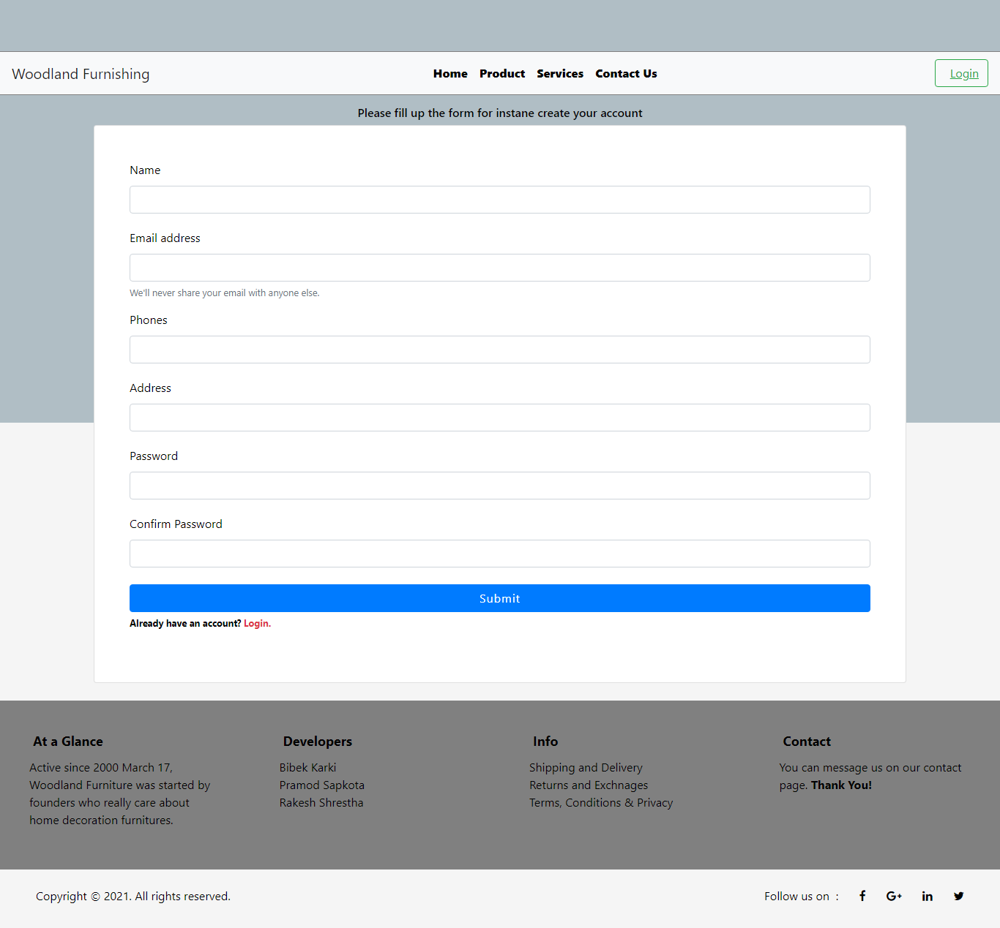 Woodland Furnishing
Home Product Services Contact Us
Login
Please fill up the form for instane create your account
Name
Email address
We'll never share your email with anyone else.
Phones
Address
Password
Confirm Password
Submit
Already have an account? Login.
At a Glance
Active since 2000 March 17,
Woodland Furniture was started by
founders who really care about
home decoration furnitures.
Developers
Bibek Karki
Pramod Sapkota
Rakesh Shrestha
Info
Shipping and Delivery
Returns and Exchnages
Terms, Conditions & Privacy
Contact
You can message us on our contact
page. Thank You!
Copyright © 2021. All rights reserved.
Follow us on :